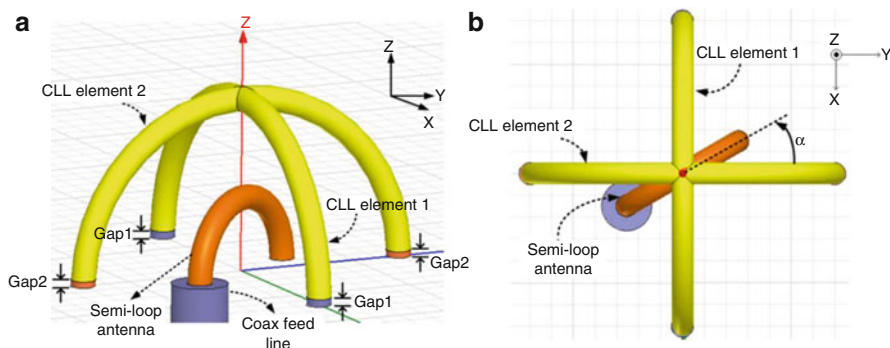 a
Z
CLL element 2
Z
Y
X
CLL element 1
Gap1
Gap2
Gap2
Gap1
Semi-loop
antenna
Coax feed
line
b
CLL element 1
Z
Y
X
CLL element 2
α
Semi-loop
antenna